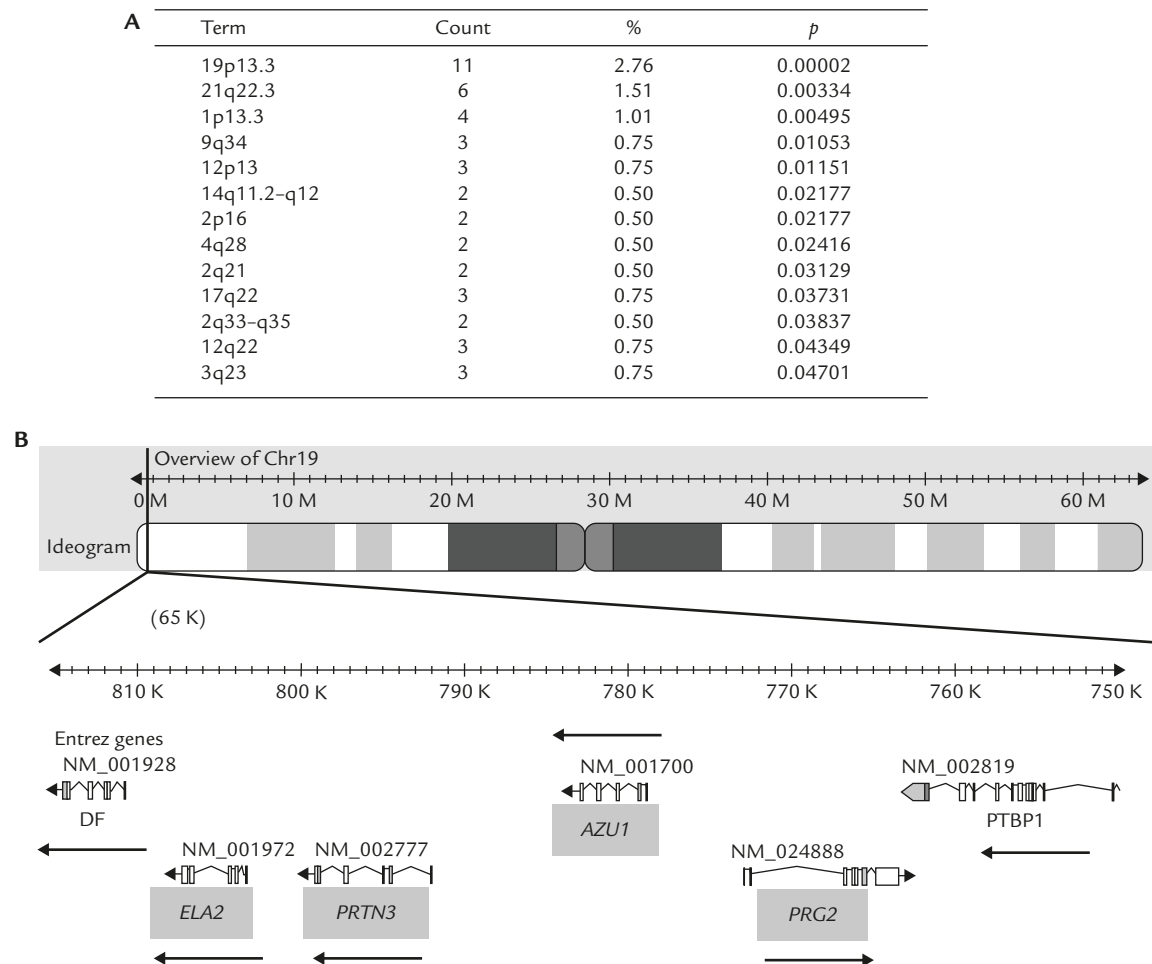 A
Term Count % p
19p13.3 11 2.76 0.00002
21q22.3 6 1.51 0.00334
1p13.3 4 1.01 0.00495
9q34 3 0.75 0.01053
12p13 3 0.75 0.01151
14q11.2–q12 2 0.50 0.02177
2p16 2 0.50 0.02177
4q28 2 0.50 0.02416
2q21 2 0.50 0.03129
17q22 3 0.75 0.03731
2q33–q35 2 0.50 0.03837
12q22 3 0.75 0.04349
3q23 3 0.75 0.04701
B
Overview of Chr19
0 M 10 M 20 M 30 M 40 M 50 M 60 M
Ideogram
(65 K)
810 K 800 K 790 K 780 K 770 K 760 K 750 K
Entrez genes
NM_001928 NM_001700 NM_002819
DF AZU1 PTBP1
NM_001972 NM_002777 NM_024888
ELA2 PRTN3 PRG2